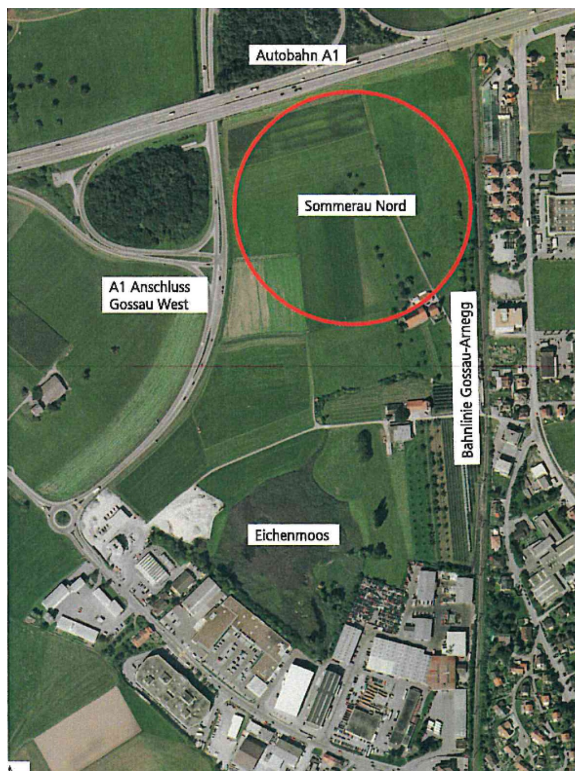 Autobahn A1
Sommerau Nord
A1 Anschluss
Gossau West
Bahnlinie Gossau-Arnegg
Eichenmoos